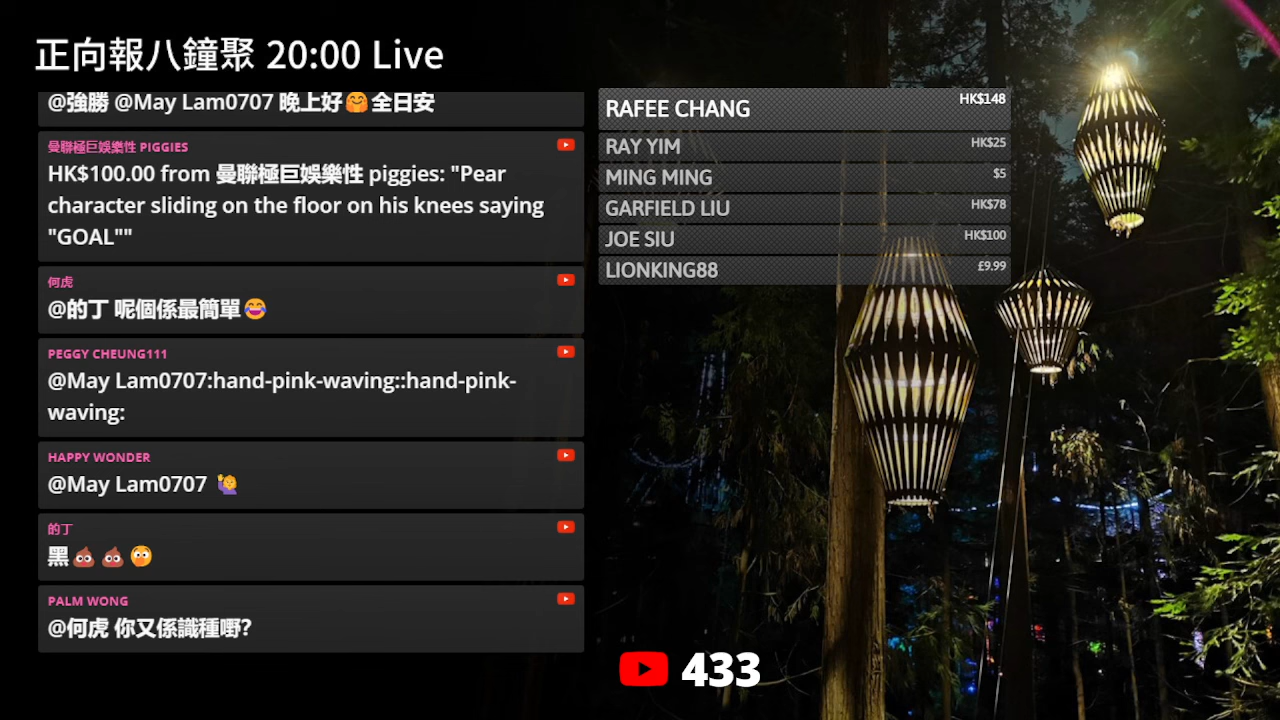 正向報八鐘聚 20:00 Live
@強勝 @May Lam0707 晚上好🤗全日安
曼聯極巨娛樂性 PIGGIES
HK$100.00 from 曼聯極巨娛樂性 piggies: "Pear
character sliding on the floor on his knees saying
"GOAL""
何虎
@的丁 呢個係最簡單😂
PEGGY CHEUNG111
@May Lam0707:hand-pink-waving::hand-pink-
waving:
HAPPY WONDER
@May Lam0707 🙋
的丁
黑💩💩🤭
PALM WONG
@何虎 你又係識種嘢?
RAFEE CHANG HK$148
RAY YIM HK$25
MING MING $5
GARFIELD LIU HK$78
JOE SIU HK$100
LIONKING88 £9.99
433